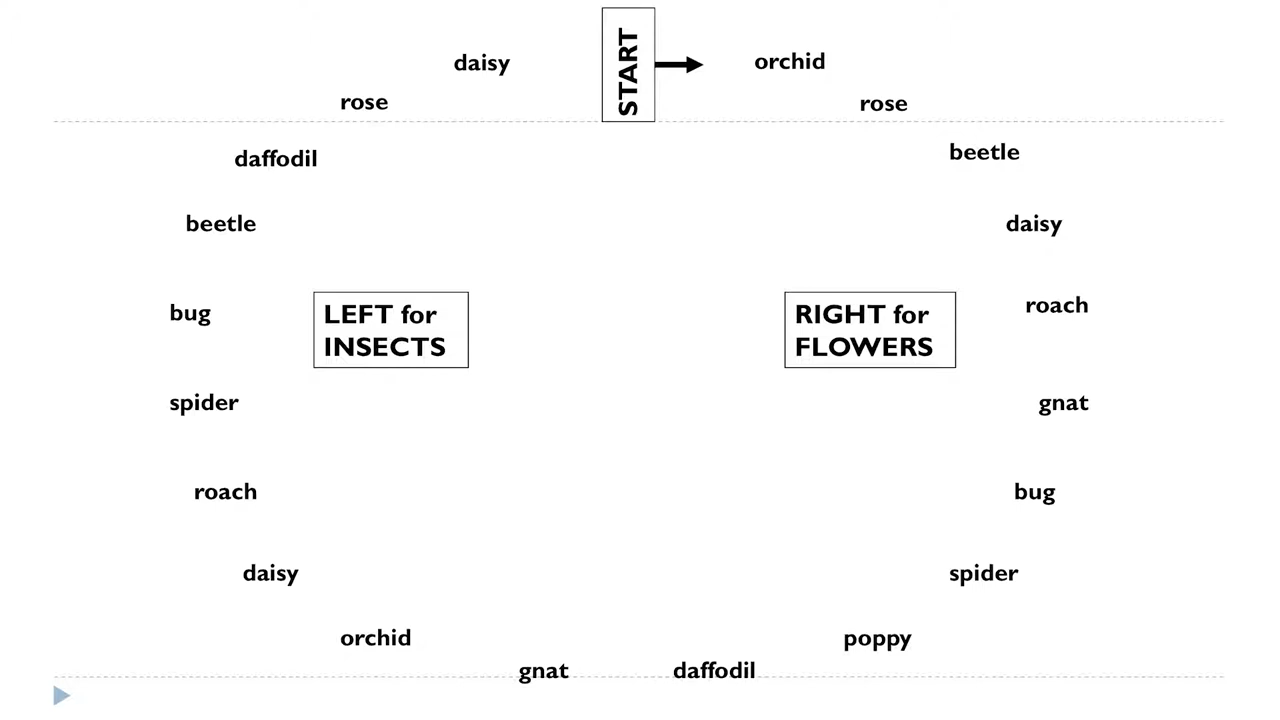 START
orchid
rose
beetle
daisy
roach
gnat
bug
spider
poppy
daffodil
gnat
orchid
daisy
roach
spider
bug
beetle
daffodil
rose
daisy
LEFT for
INSECTS
RIGHT for
FLOWERS